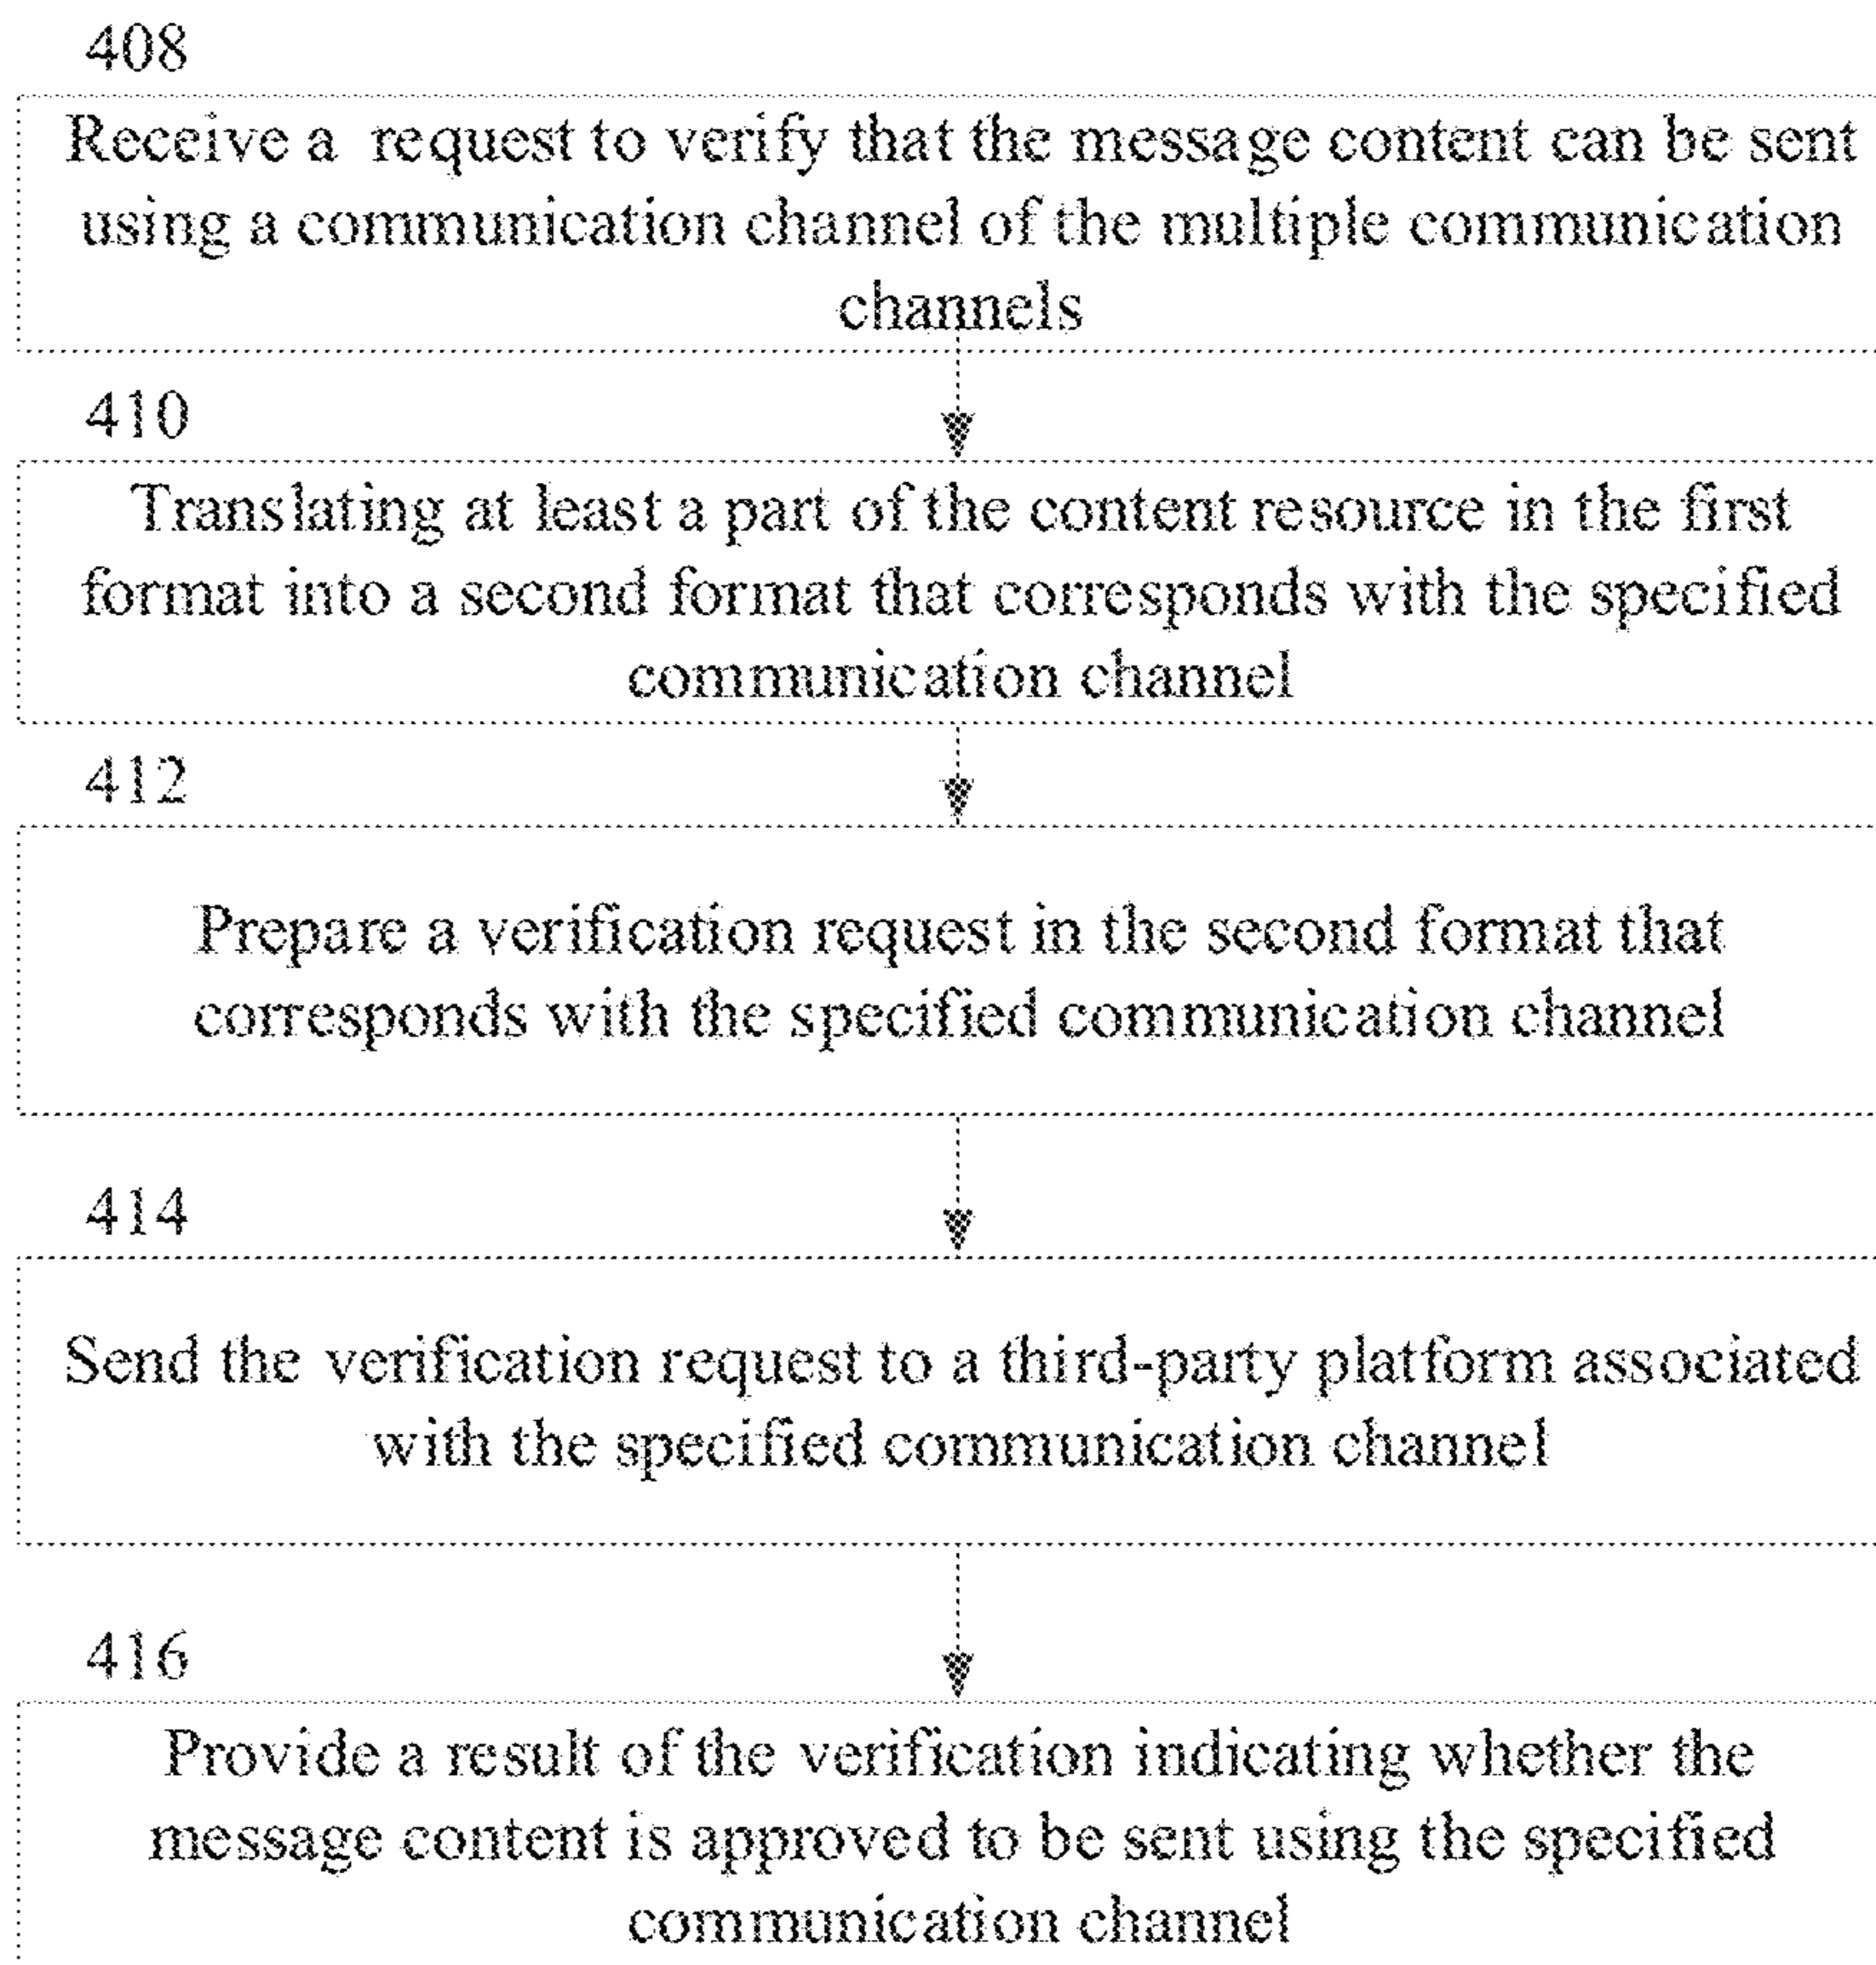 408
Receive a request to verify that the message content can be sent
using a communication channel of the multiple communication
channels
410
Translating at least a part of the content resource in the first
format into a second format that corresponds with the specified
communication channel
412
Prepare a verification request in the second format that
corresponds with the specified communication channel
414
Send the verification request to a third-party platform associated
with the specified communication channel
416
Provide a result of the verification indicating whether the
message content is approved to be sent using the specified
communication channel